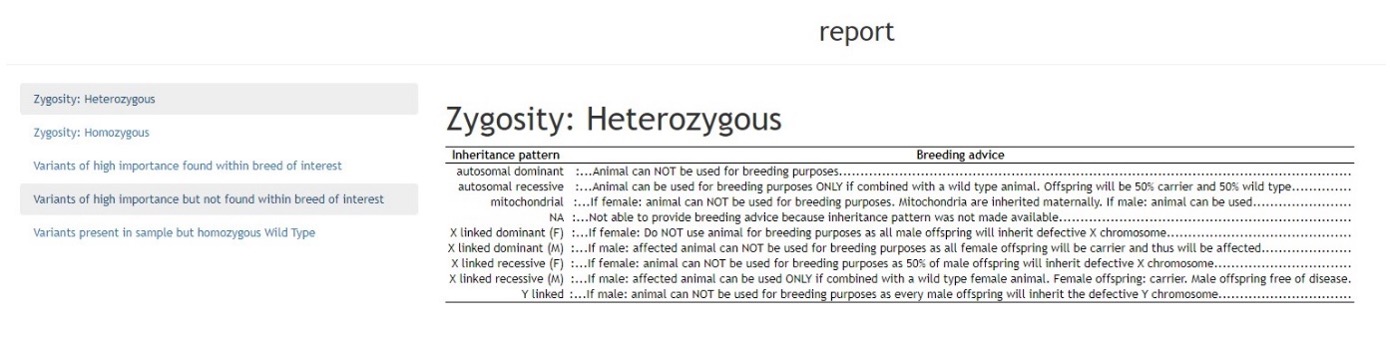 report
Zygosity: Heterozygous
Zygosity: Homozygous
Variants of high importance found within breed of interest
Variants of high importance but not found within breed of interest
Variants present in sample but homozygous Wild Type
Zygosity: Heterozygous
Inheritance pattern Breeding advice
autosomal dominant :...Animal can NOT be used for breeding purposes...
autosomal recessive :...Animal can be used for breeding purposes ONLY if combined with a wild type animal. Offspring will be 50% carrier and 50% wild type...
mitochondrial :...If female: animal can NOT be used for breeding purposes. Mitochondria are inherited maternally. If male: animal can be used...
NA :...Not able to provide breeding advice because inheritance pattern was not made available...
X linked dominant (F) :...If female: Do NOT use animal for breeding purposes as all male offspring will inherit defective X chromosome...
X linked dominant (M) :...If male: affected animal can NOT be used for breeding purposes as all female offspring will be carrier and thus will be affected...
X linked recessive (F) :...If female: animal can NOT be used for breeding purposes as 50% of male offspring will inherit defective X chromosome...
X linked recessive (M) :...If male: affected animal can be used ONLY if combined with a wild type female animal. Female offspring: carrier. Male offspring free of disease.
Y linked :...If male: animal can NOT be used for breeding purposes as every male offspring will inherit the defective Y chromosome...